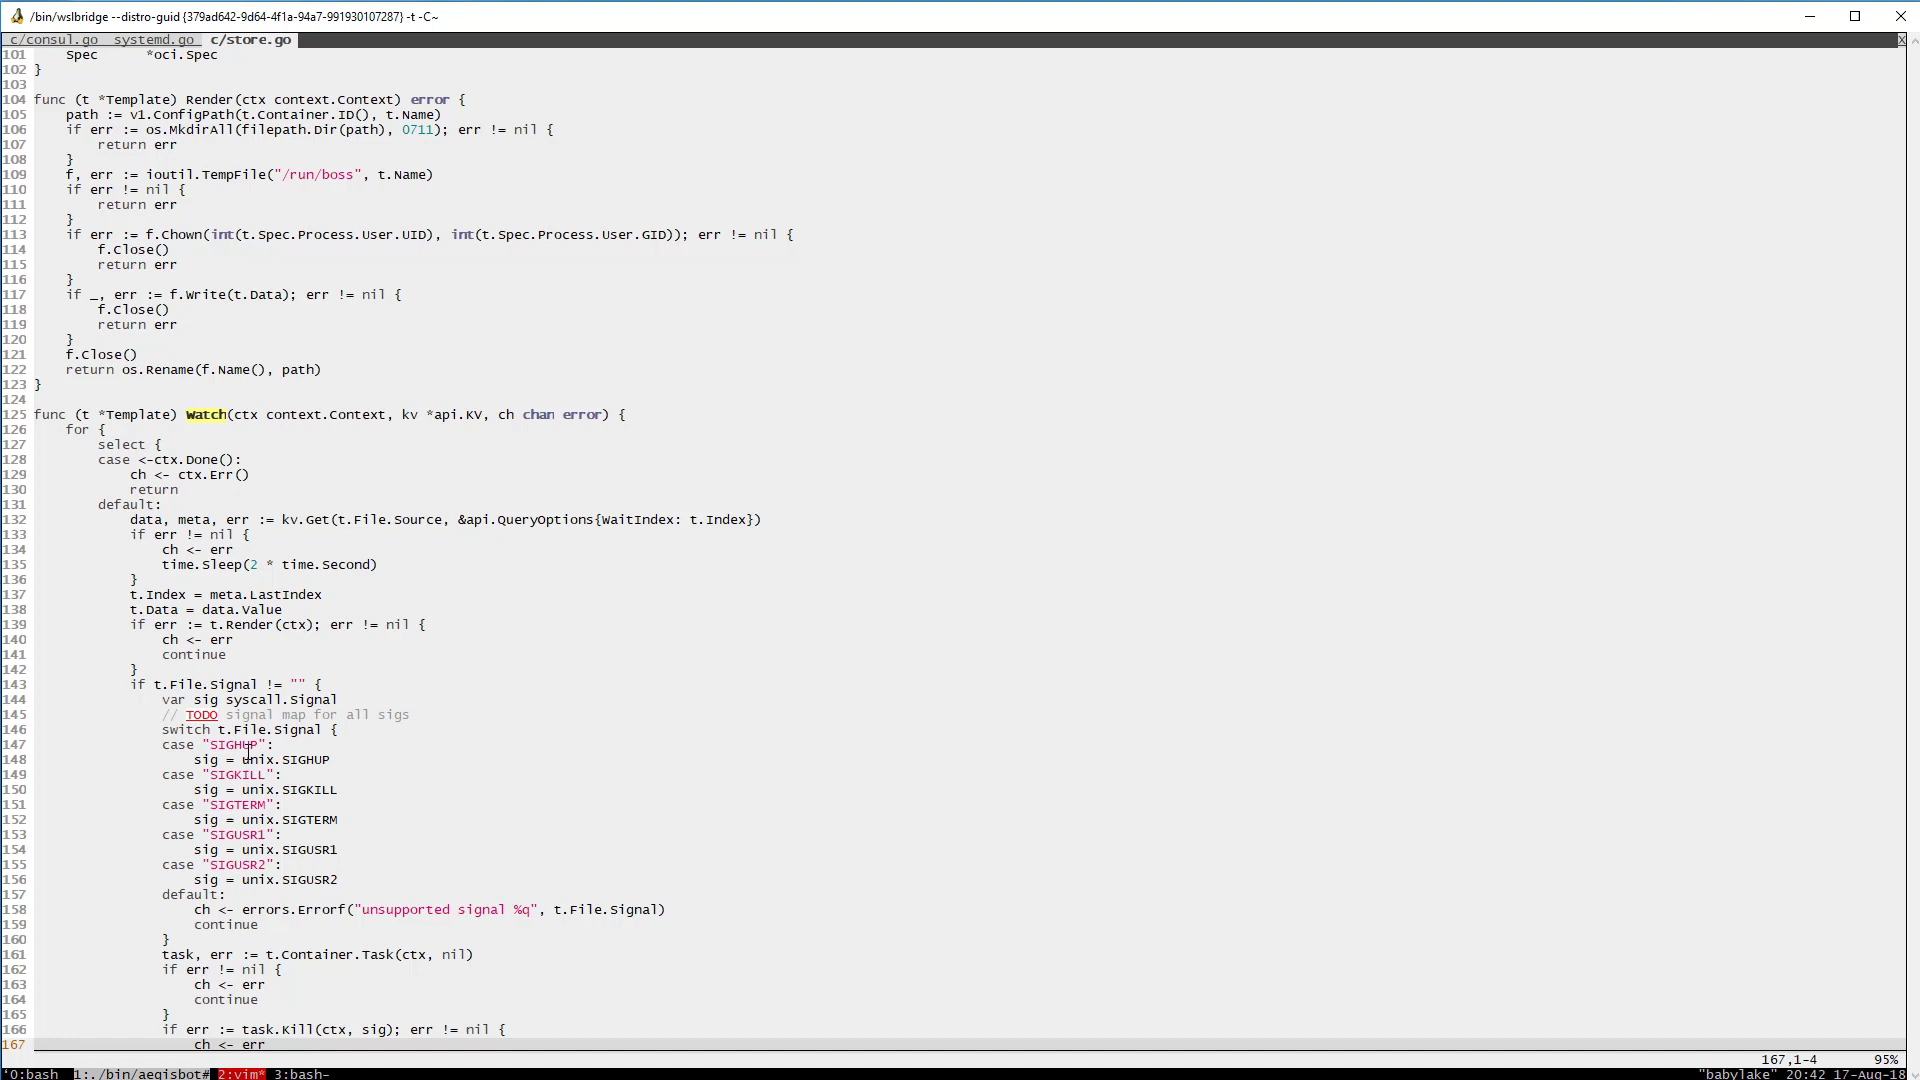 /bin/wslbridge --distro-guid {379ad642-9d64-4f1a-94a7-991930107287} -t -C~
c/consul.go  systemd.go  c/store.go X
101     Spec      *oci.Spec
102 }
103
104 func (t *Template) Render(ctx context.Context) error {
105     path := v1.ConfigPath(t.Container.ID(), t.Name)
106     if err := os.MkdirAll(filepath.Dir(path), 0711); err != nil {
107         return err
108     }
109     f, err := ioutil.TempFile("/run/boss", t.Name)
110     if err != nil {
111         return err
112     }
113     if err := f.Chown(int(t.Spec.Process.User.UID), int(t.Spec.Process.User.GID)); err != nil {
114         f.Close()
115         return err
116     }
117     if _, err := f.Write(t.Data); err != nil {
118         f.Close()
119         return err
120     }
121     f.Close()
122     return os.Rename(f.Name(), path)
123 }
124
125 func (t *Template) Watch(ctx context.Context, kv *api.KV, ch chan error) {
126     for {
127         select {
128         case <-ctx.Done():
129             ch <- ctx.Err()
130             return
131         default:
132             data, meta, err := kv.Get(t.File.Source, &api.QueryOptions{WaitIndex: t.Index})
133             if err != nil {
134                 ch <- err
135                 time.Sleep(2 * time.Second)
136             }
137             t.Index = meta.LastIndex
138             t.Data = data.Value
139             if err := t.Render(ctx); err != nil {
140                 ch <- err
141                 continue
142             }
143             if t.File.Signal != "" {
144                 var sig syscall.Signal
145                 // TODO signal map for all sigs
146                 switch t.File.Signal {
147                 case "SIGHUP":
148                     sig = unix.SIGHUP
149                 case "SIGKILL":
150                     sig = unix.SIGKILL
151                 case "SIGTERM":
152                     sig = unix.SIGTERM
153                 case "SIGUSR1":
154                     sig = unix.SIGUSR1
155                 case "SIGUSR2":
156                     sig = unix.SIGUSR2
157                 default:
158                     ch <- errors.Errorf("unsupported signal %q", t.File.Signal)
159                     continue
160                 }
161                 task, err := t.Container.Task(ctx, nil)
162                 if err != nil {
163                     ch <- err
164                     continue
165                 }
166                 if err := task.Kill(ctx, sig); err != nil {
167                     ch <- err
167,1-4       95%
‘0:bash  1:./bin/aegisbot# 2:vim* 3:bash- "babylake" 20:42 17-Aug-18